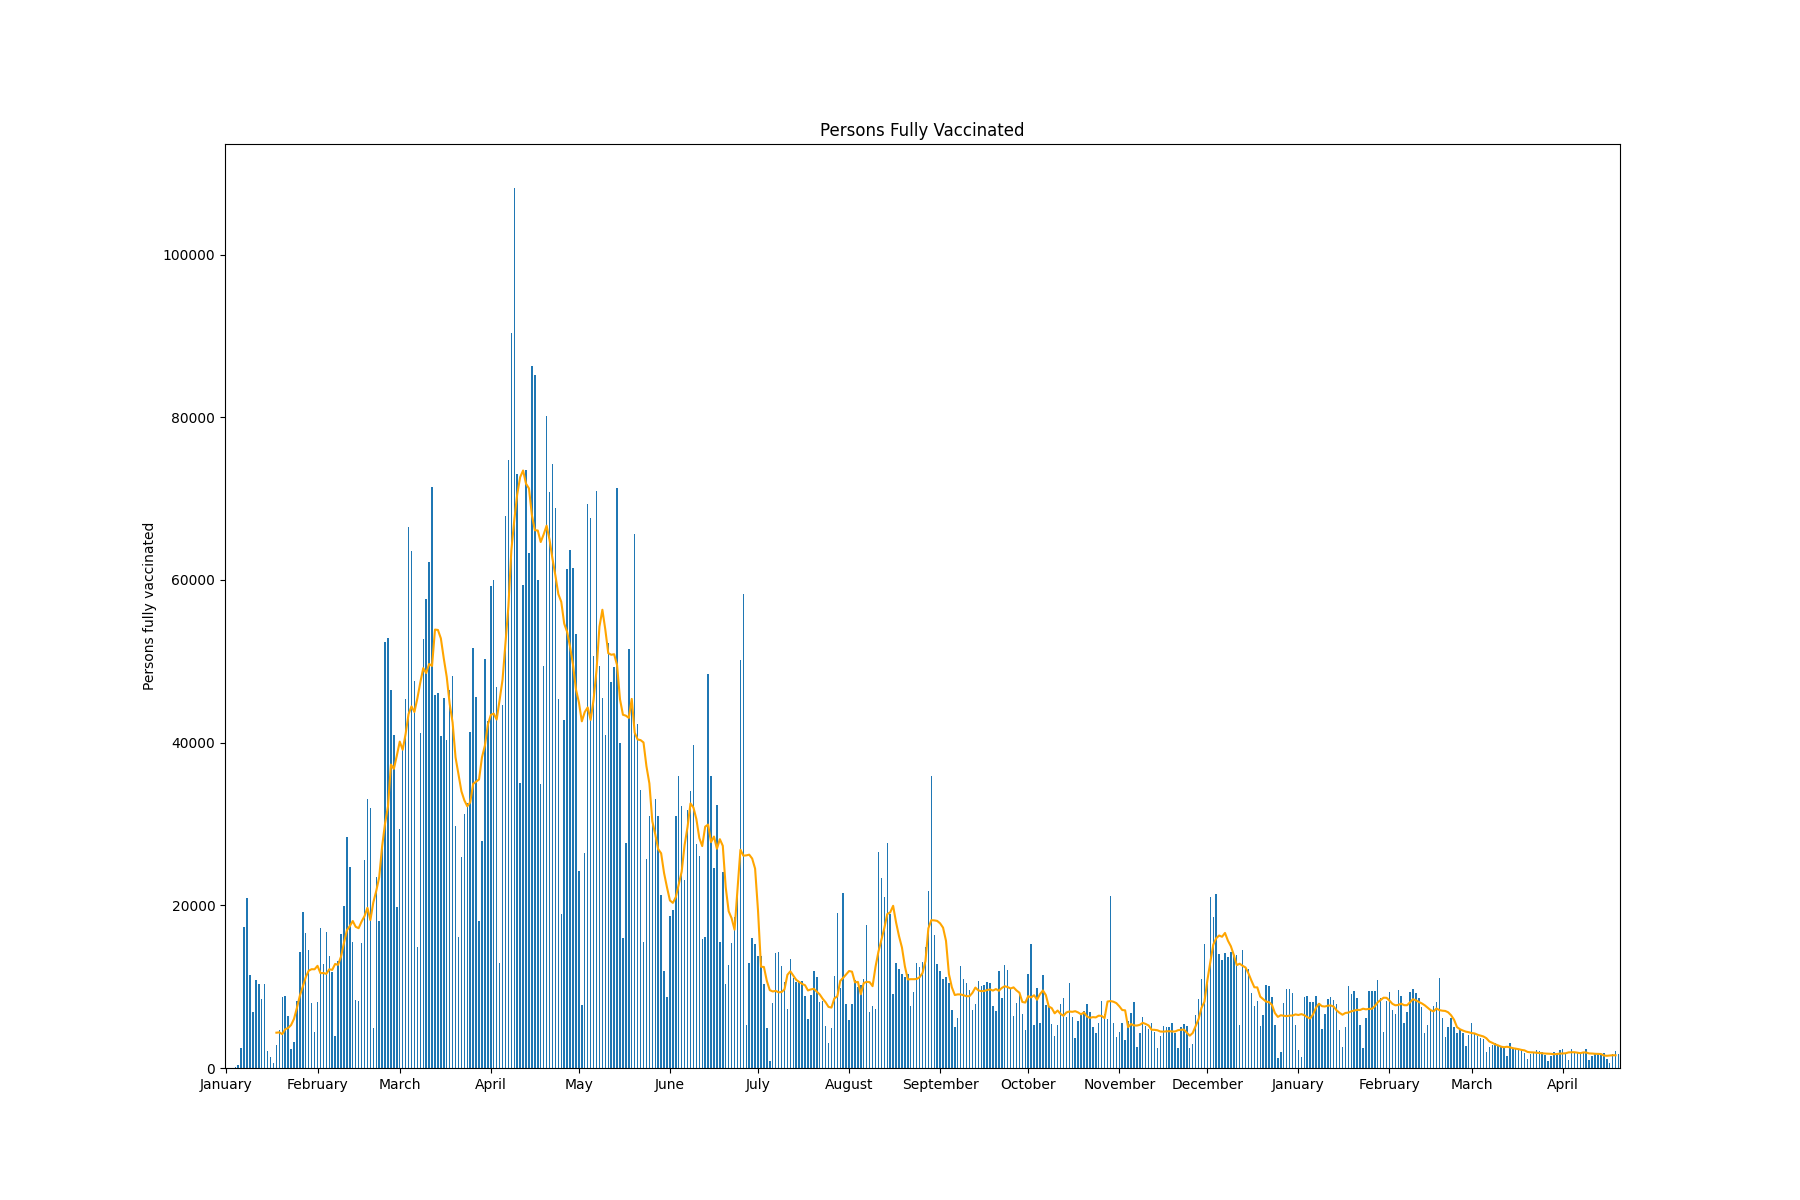 Persons Fully Vaccinated
Persons fully vaccinated
100000
80000
60000
40000
20000
0
January February March April May June July August September October November December January February March April